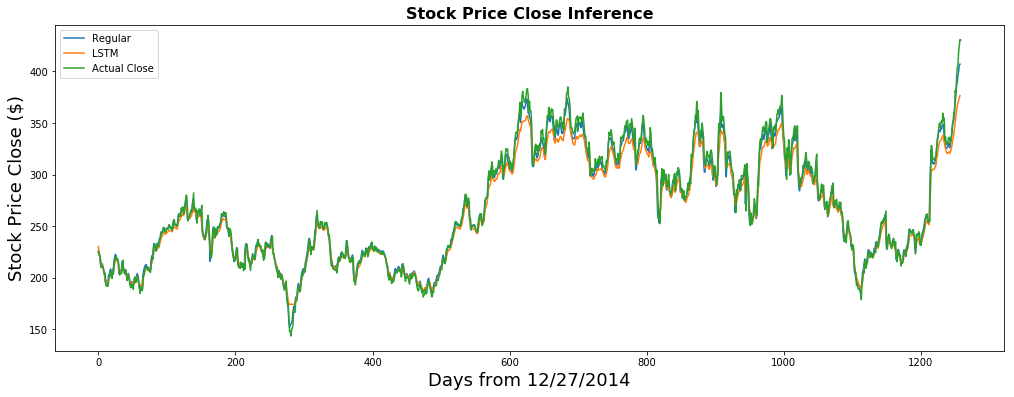 Stock Price Close Inference
Regular
LSTM
Actual Close
Stock Price Close ($)
400
350
300
250
200
150
0 200 400 600 800 1000 1200
Days from 12/27/2014